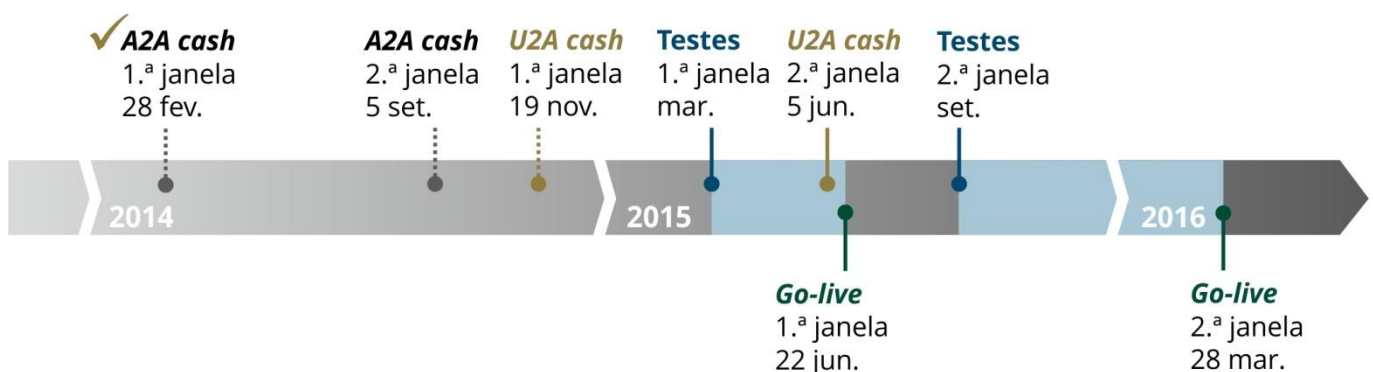 A2A cash
1.ª janela
28 fev.
A2A cash
2.ª janela
5 set.
U2A cash
1.ª janela
19 nov.
Testes
1.ª janela
mar.
U2A cash
2.ª janela
5 jun.
Testes
2.ª janela
set.
2014
2015
2016
Go-live
1.ª janela
22 jun.
Go-live
2.ª janela
28 mar.